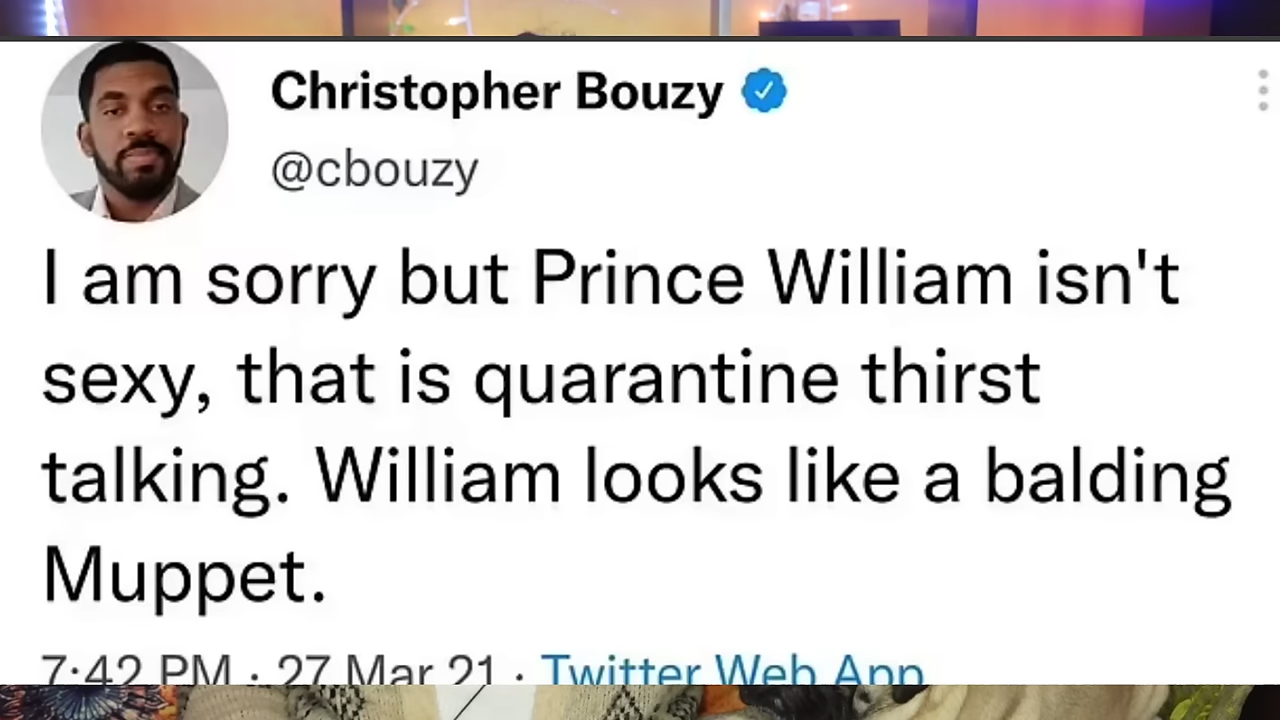 Christopher Bouzy
@cbouzy
I am sorry but Prince William isn't
sexy, that is quarantine thirst
talking. William looks like a balding
Muppet.
7:42 PM · 27 Mar 21 · Twitter Web App